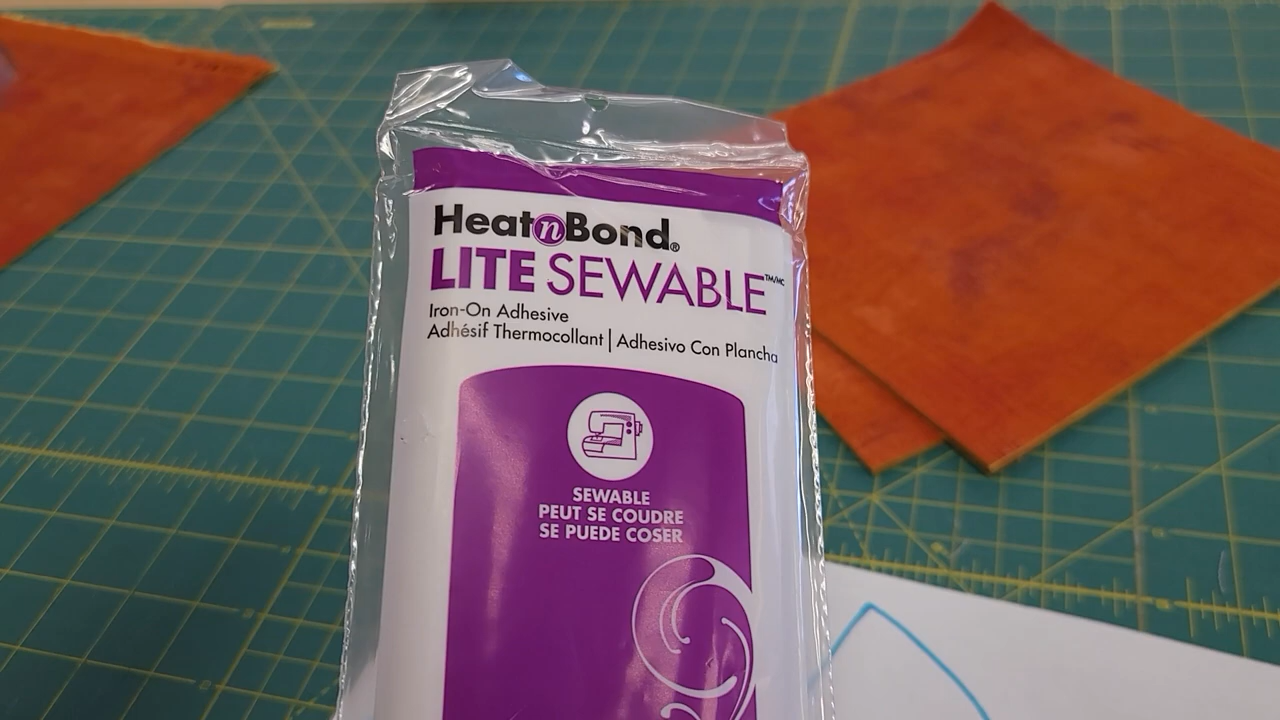 HeatnBond®
LITE SEWABLE™/MC
Iron-On Adhesive
Adhésif Thermocollant | Adhesivo Con Plancha
SEWABLE
PEUT SE COUDRE
SE PUEDE COSER